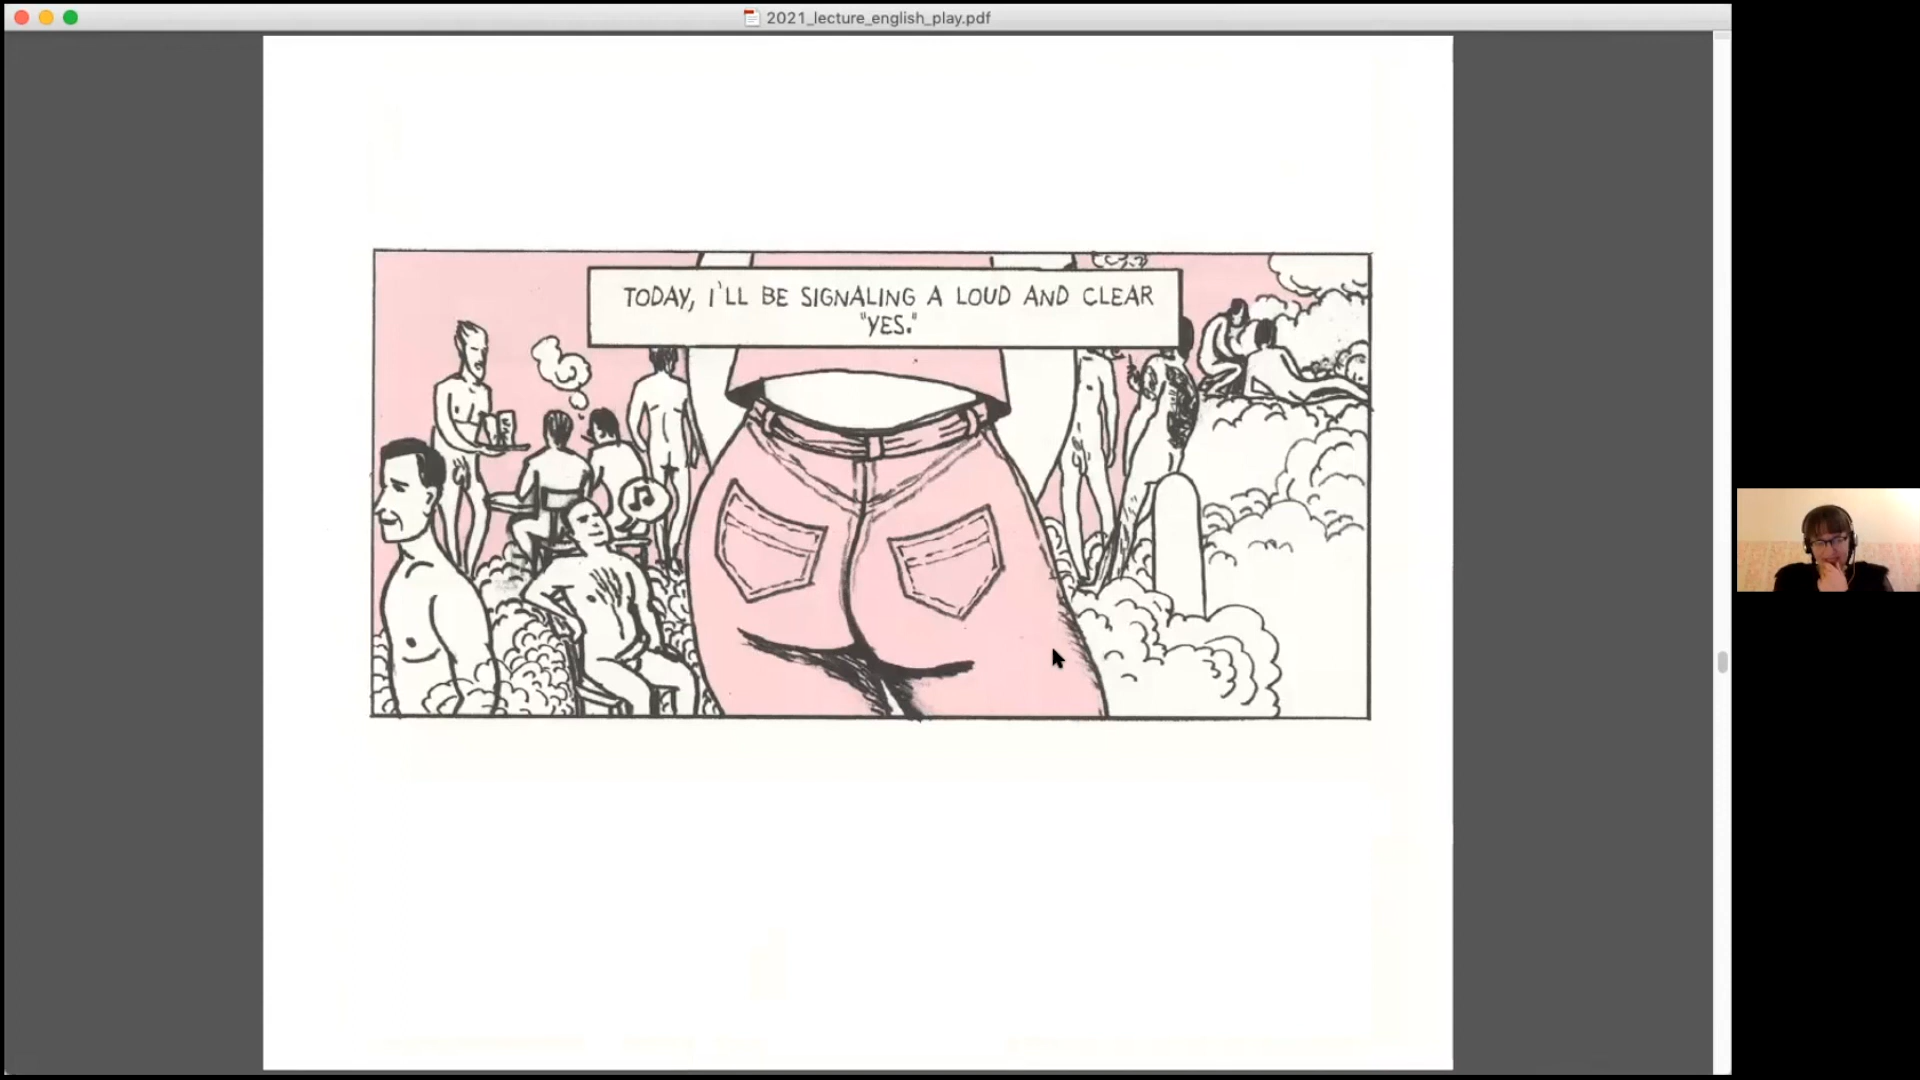 2021_lecture_english_play.pdf
TODAY, I'LL BE SIGNALING A LOUD AND CLEAR
"YES."